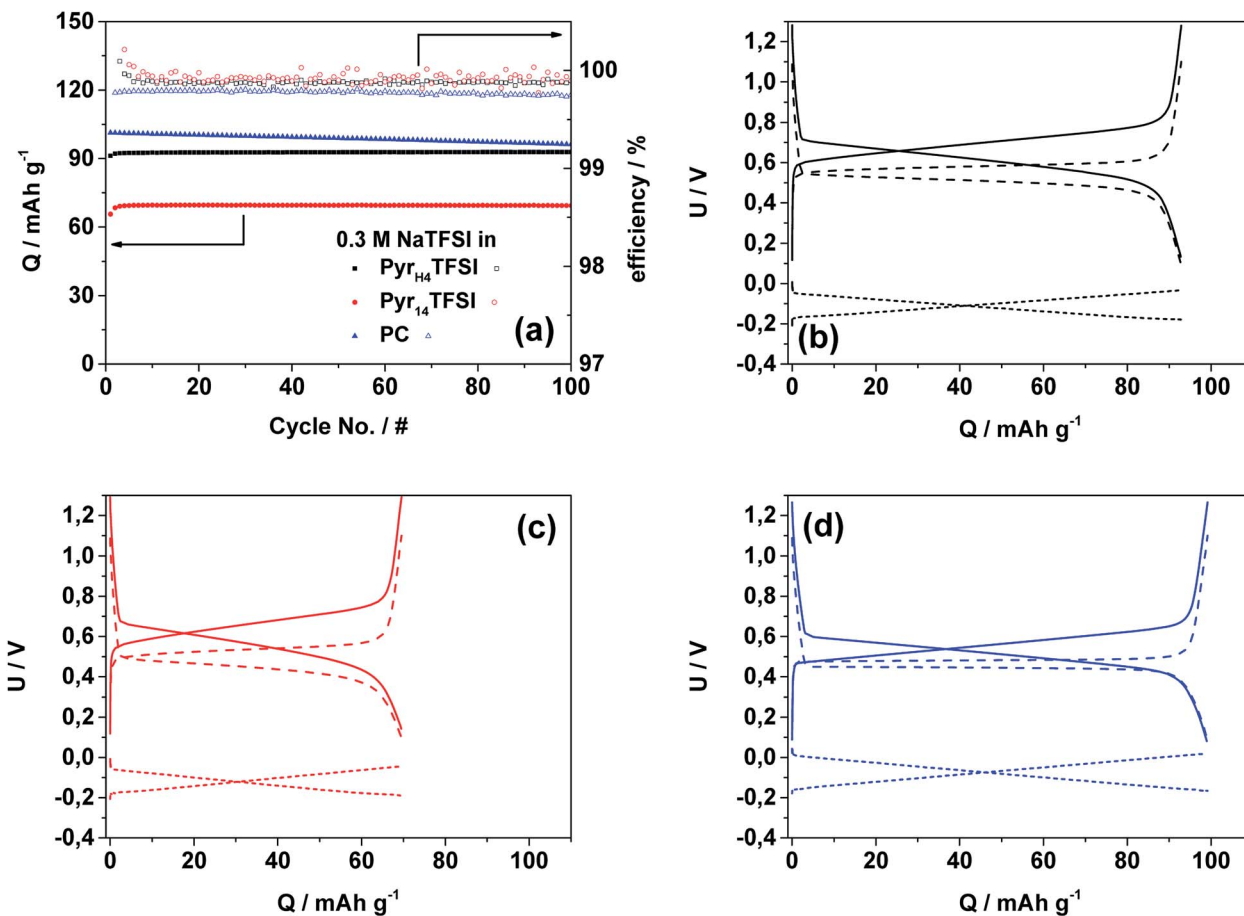 (a)
150
120
90
60
30
0
Q / mAh g⁻¹
0.3 M NaTFSI in
Pyr_H4TFSI
Pyr₁₄TFSI
PC
100
99
98
97
efficiency / %
20 40 60 80 100
Cycle No. / #
(b)
1,2
1,0
0,8
0,6
0,4
0,2
0,0
-0,2
-0,4
U / V
0 20 40 60 80 100
Q / mAh g⁻¹
(c)
1,2
1,0
0,8
0,6
0,4
0,2
0,0
-0,2
-0,4
U / V
0 20 40 60 80 100
Q / mAh g⁻¹
(d)
1,2
1,0
0,8
0,6
0,4
0,2
0,0
-0,2
-0,4
U / V
0 20 40 60 80 100
Q / mAh g⁻¹